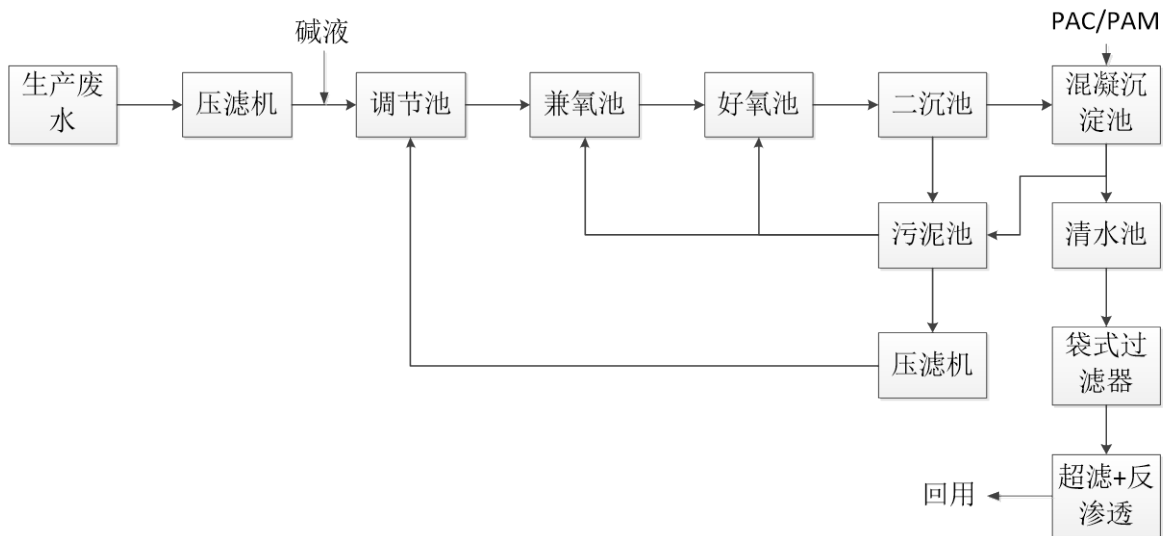 PAC/PAM
碱液
生产废
水
压滤机
调节池
兼氧池
好氧池
二沉池
混凝沉
淀池
污泥池
清水池
压滤机
袋式过
滤器
超滤+反
渗透
回用